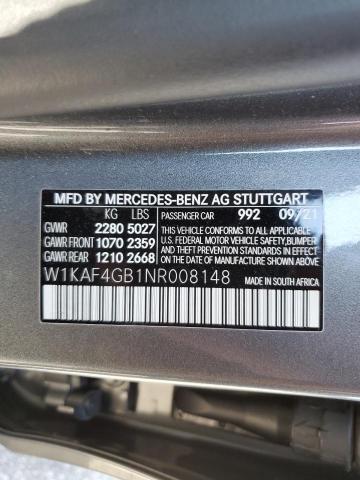 MFD BY MERCEDES-BENZ AG STUTTGART
KG LBS PASSENGER CAR 992 09/21
GVWR 2280 5027 THIS VEHICLE CONFORMS TO ALL
GAWR FRONT 1070 2359 APPLICABLE U.S. FEDERAL MOTOR
GAWR REAR 1210 2668 VEHICLE SAFETY, BUMPER, AND
THEFT PREVENTION STANDARDS IN EFFECT
ON THE DATE OF MANUFACTURE SHOWN ABOVE.
W1KAF4GB1NR008148
MADE IN SOUTH AFRICA